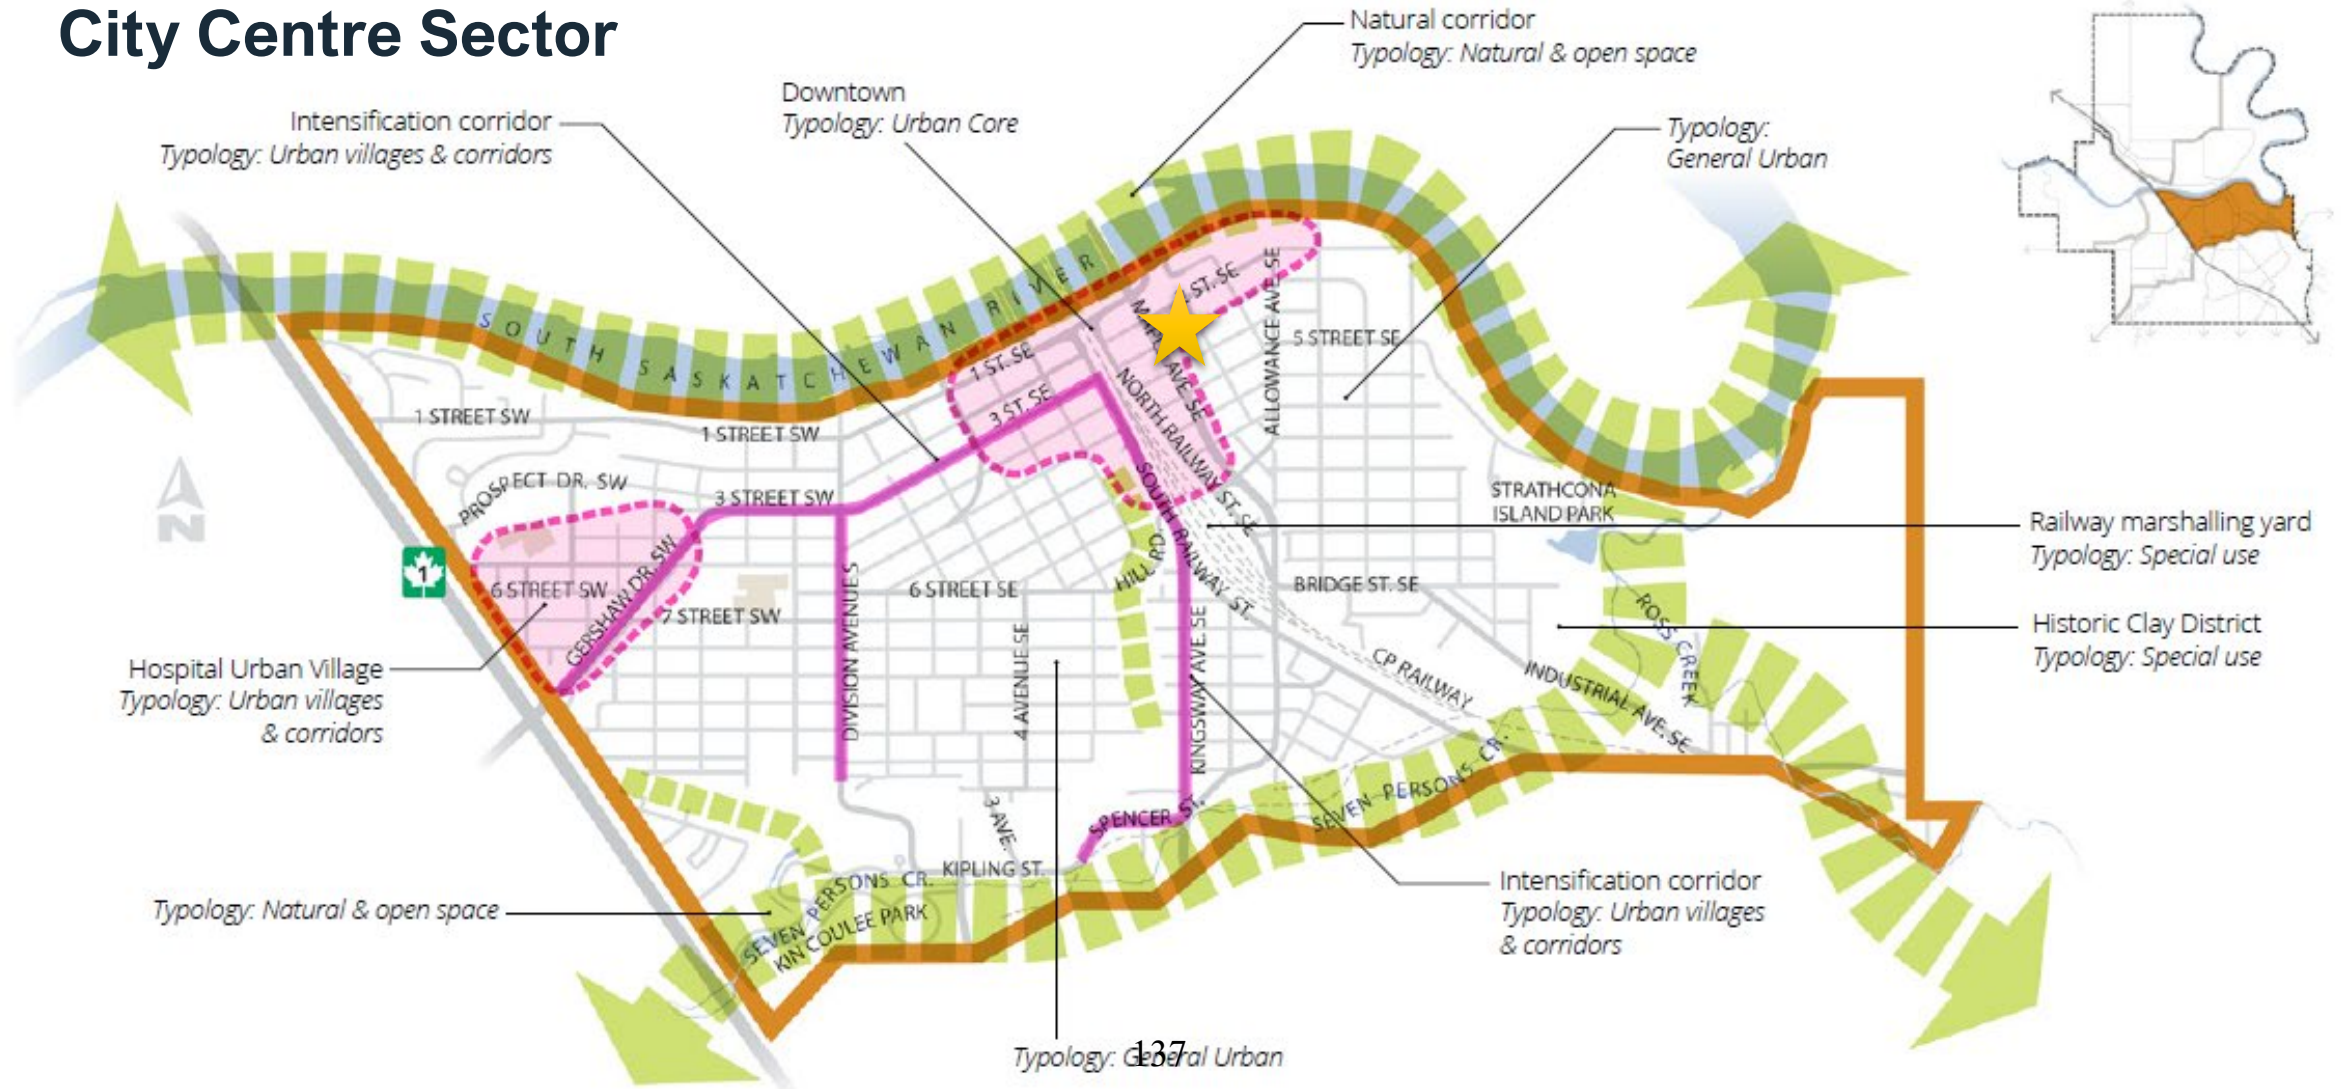 City Centre Sector
Natural corridor
Typology: Natural & open space
Downtown
Typology: Urban Core
Intensification corridor
Typology: Urban villages & corridors
Typology:
General Urban
SOUTH SASKATCHEWAN RIVER
ST. SE
ALLOWANCE AVE. SE
5 STREET SE
1 ST. SE
3 ST. SE
AVE SE
NORTH RAILWAY ST. SE
1 STREET SW
1 STREET SW
PROSPECT DR. SW
3 STREET SW
SOUTH RAILWAY ST.
STRATHCONA
ISLAND PARK
N
1
6 STREET SW
GERSHAW DR. SW
7 STREET SW
DIVISION AVENUE S
6 STREET SE
4 AVENUE SE
HILL RD.
KINGSWAY AVE SE
BRIDGE ST. SE
CP RAILWAY
INDUSTRIAL AVE. SE
ROSS CREEK
Railway marshalling yard
Typology: Special use
Historic Clay District
Typology: Special use
Hospital Urban Village
Typology: Urban villages
& corridors
3 AVE.
SPENCER ST.
SEVEN PERSONS CR.
KIPLING ST.
SEVEN PERSONS CR.
KIN COULEE PARK
Typology: Natural & open space
Intensification corridor
Typology: Urban villages
& corridors
Typology: General Urban
137